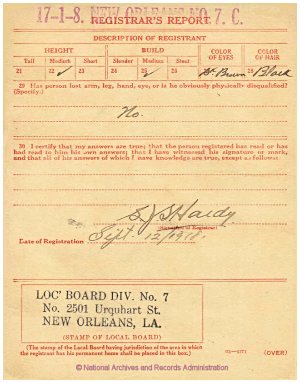 17-1-8. NEW ORLEANS NO. 7. C.
REGISTRAR'S REPORT
DESCRIPTION OF REGISTRANT
HEIGHT BUILD COLOR OF EYES COLOR OF HAIR
Tall Medium Short Slender Medium Stout
21 22 ✓ 23 24 25 ✓ 26 27 Brown 28 Black
29 Has person lost arm, leg, hand, eye, or is he obviously physically disqualified?
(Specify.)
No.
30 I certify that my answers are true; that the person registered has read or has
had read to him his own answers; that I have witnessed his signature or mark,
and that all of his answers of which I have knowledge are true, except as follows:
Hardy
(Signature of Registrar)
Date of Registration Sept 12/1918
LOC' BOARD DIV. No. 7
No. 2501 Urquhart St.
NEW ORLEANS, LA.
(STAMP OF LOCAL BOARD)
(The stamp of the Local Board having jurisdiction of the area in which
the registrant has his permanent home shall be placed in this box.)
(OVER)
© National Archives and Records Administration